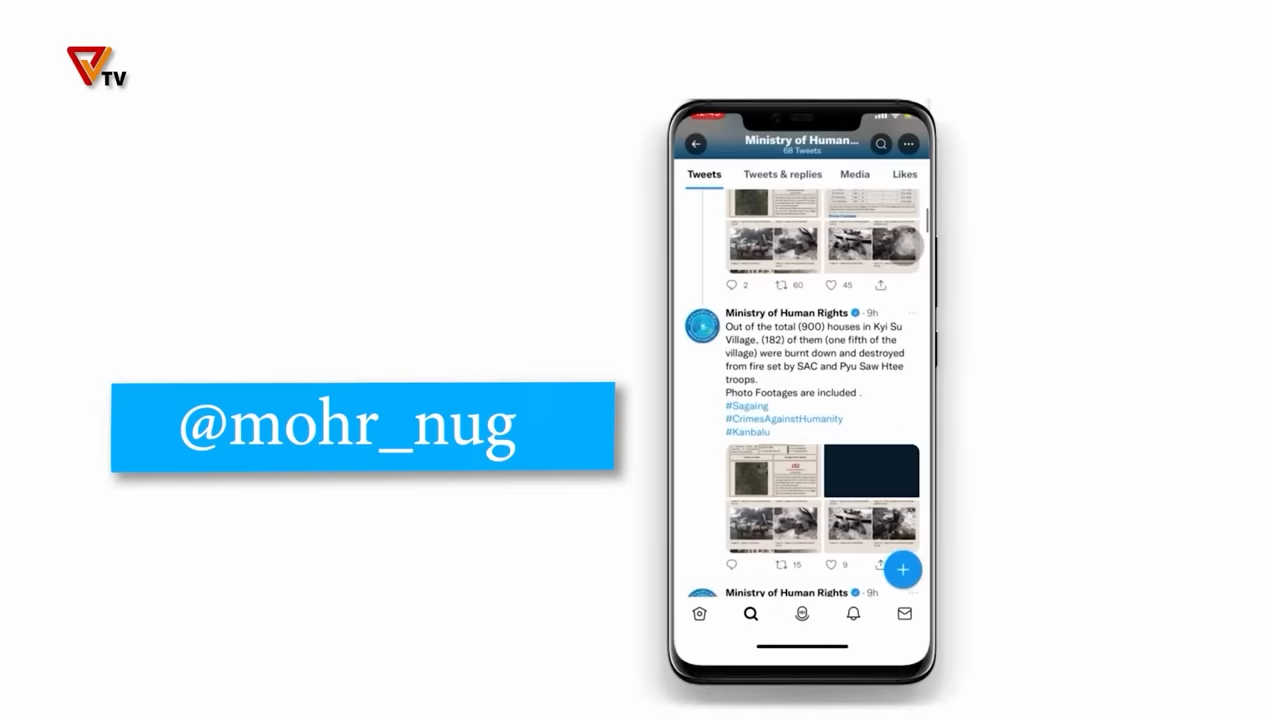 TV
@mohr_nug
Ministry of Human...
68 Tweets
Tweets
Tweets & replies
Media
Likes
2
60
45
Ministry of Human Rights · 9h
Out of the total (900) houses in Kyi Su
Village, (182) of them (one fifth of the
village) were burnt down and destroyed
from fire set by SAC and Pyu Saw Htee
troops.
Photo Footages are included .
#Sagaing
#CrimesAgainstHumanity
#Kanbalu
182
15
9
Ministry of Human Rights · 9h